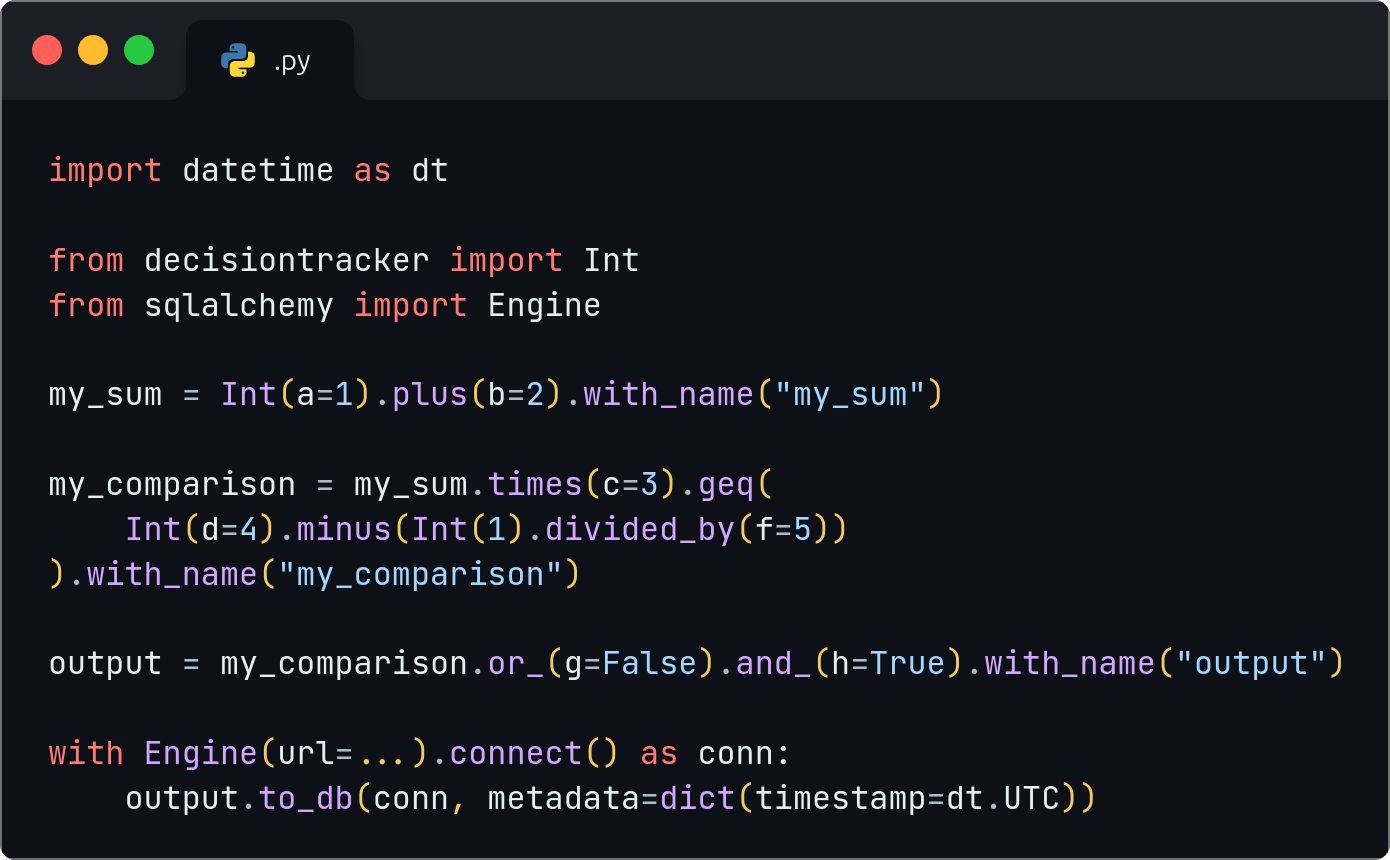 .py
import datetime as dt
from decisiontracker import Int
from sqlalchemy import Engine
my_sum = Int(a=1).plus(b=2).with_name("my_sum")
my_comparison = my_sum.times(c=3).geq(
    Int(d=4).minus(Int(1).divided_by(f=5))
).with_name("my_comparison")
output = my_comparison.or_(g=False).and_(h=True).with_name("output")
with Engine(url=...).connect() as conn:
    output.to_db(conn, metadata=dict(timestamp=dt.UTC))